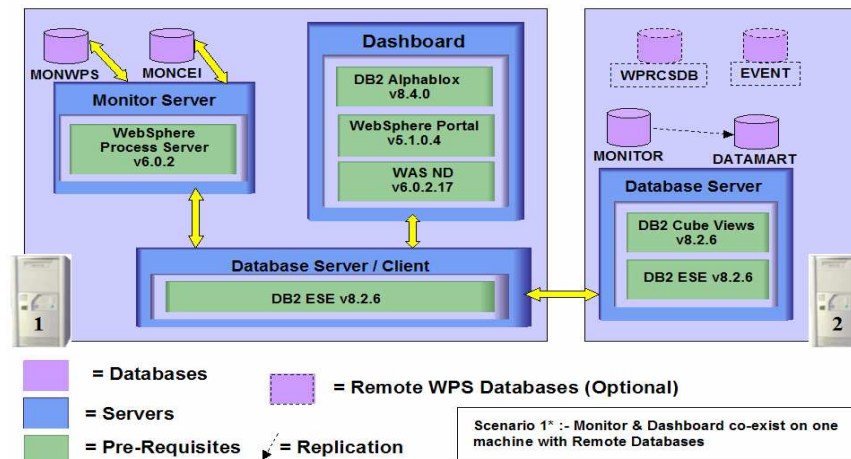 MONWPS
MONCEI
Monitor Server
WebSphere
Process Server
v6.0.2
Dashboard
DB2 Alphablox
v8.4.0
WebSphere Portal
v5.1.0.4
WAS ND
v6.0.2.17
Database Server / Client
DB2 ESE v8.2.6
1
WPRCSDB
EVENT
MONITOR
DATAMART
Database Server
DB2 Cube Views
v8.2.6
DB2 ESE v8.2.6
2
= Databases
= Servers
= Pre-Requisites
= Remote WPS Databases (Optional)
= Replication
Scenario 1* :- Monitor & Dashboard co-exist on one
machine with Remote Databases